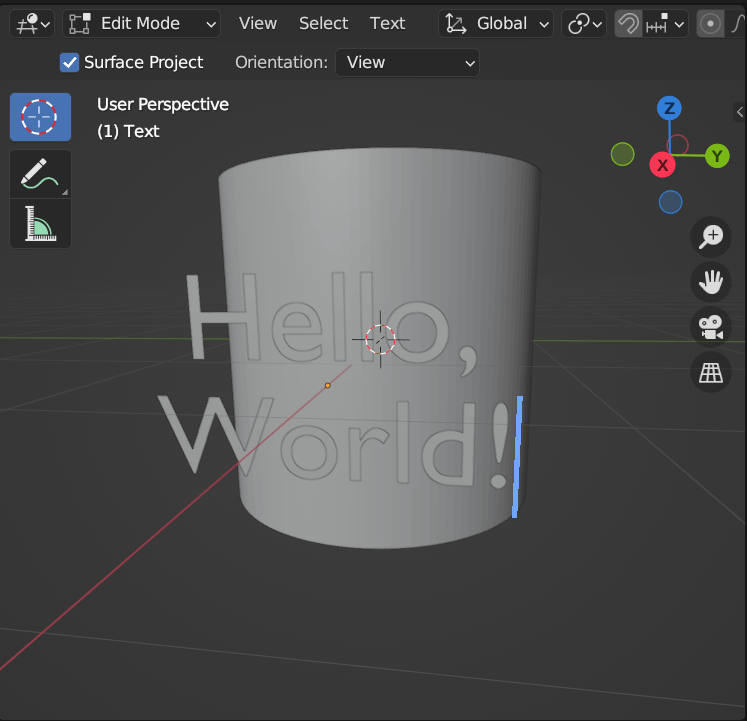 Edit Mode View Select Text Global
Surface Project Orientation: View
User Perspective
(1) Text
Z
Y
X
Hello,
World!